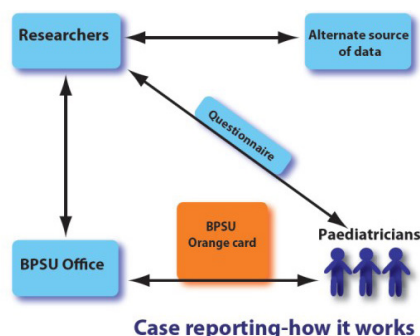 Researchers
Alternate source
of data
Questionnaire
BPSU
Orange card
Paediatricians
BPSU Office
Case reporting-how it works